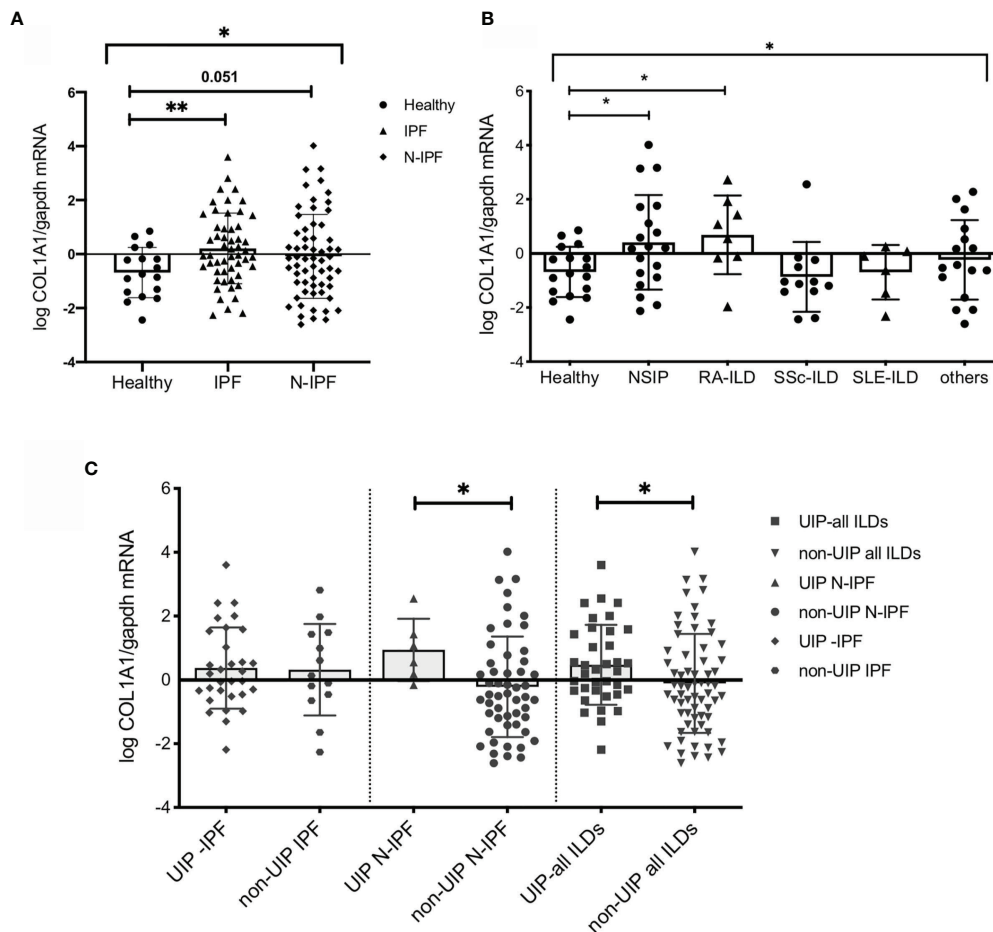 A
*
0.051
**
6
4
2
0
-2
-4
log COL1A1/gapdh mRNA
Healthy
IPF
N-IPF
Healthy
IPF
N-IPF
B
*
*
*
6
4
2
0
-2
-4
log COL1A1/gapdh mRNA
Healthy
NSIP
RA-ILD
SSc-ILD
SLE-ILD
others
C
*
*
6
4
2
0
-2
-4
log COL1A1/gapdh mRNA
UIP -IPF
non-UIP IPF
UIP N-IPF
non-UIP N-IPF
UIP-all ILDs
non-UIP all ILDs
UIP-all ILDs
non-UIP all ILDs
UIP N-IPF
non-UIP N-IPF
UIP -IPF
non-UIP IPF